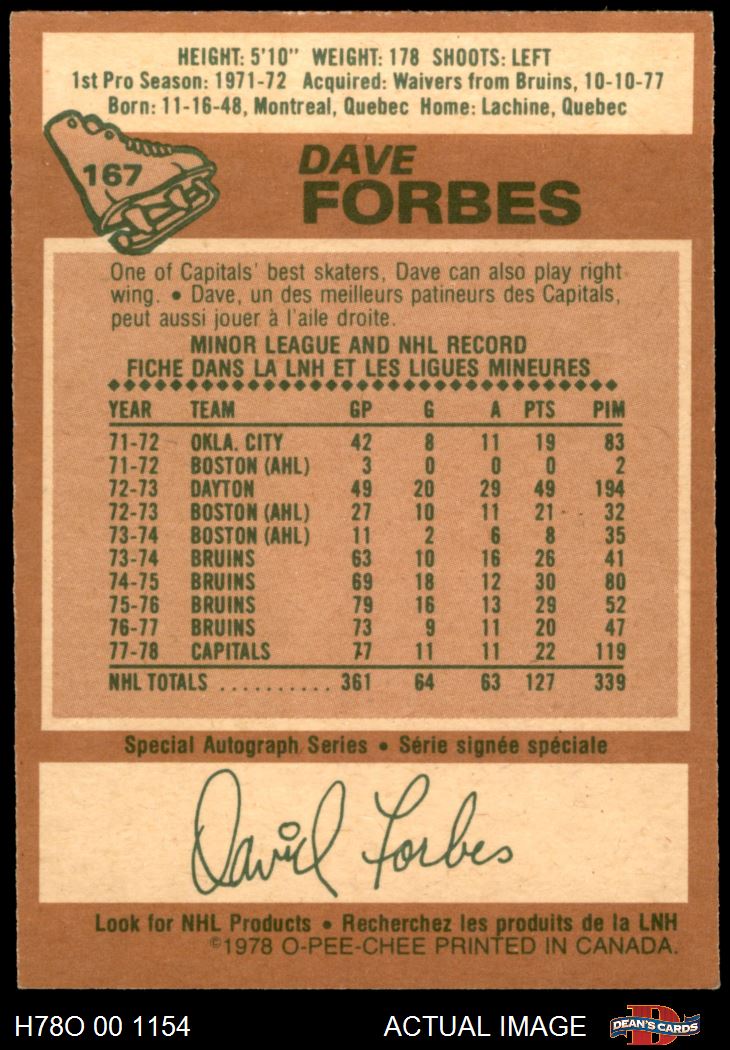 HEIGHT: 5'10" WEIGHT: 178 SHOOTS: LEFT
1st Pro Season: 1971-72 Acquired: Waivers from Bruins, 10-10-77
Born: 11-16-48, Montreal, Quebec Home: Lachine, Quebec
167
DAVE
FORBES
One of Capitals' best skaters, Dave can also play right
wing. • Dave, un des meilleurs patineurs des Capitals,
peut aussi jouer à l'aile droite.
MINOR LEAGUE AND NHL RECORD
FICHE DANS LA LNH ET LES LIGUES MINEURES
YEAR TEAM GP G A PTS PIM
71-72 OKLA. CITY 42 8 11 19 83
71-72 BOSTON (AHL) 3 0 0 0 2
72-73 DAYTON 49 20 29 49 194
72-73 BOSTON (AHL) 27 10 11 21 32
73-74 BOSTON (AHL) 11 2 6 8 35
73-74 BRUINS 63 10 16 26 41
74-75 BRUINS 69 18 12 30 80
75-76 BRUINS 79 16 13 29 52
76-77 BRUINS 73 9 11 20 47
77-78 CAPITALS 77 11 11 22 119
NHL TOTALS .......... 361 64 63 127 339
Special Autograph Series • Série signée spéciale
David Forbes
Look for NHL Products • Recherchez les produits de la LNH
©1978 O-PEE-CHEE PRINTED IN CANADA.
H78O 00 1154 ACTUAL IMAGE D DEAN'S CARDS